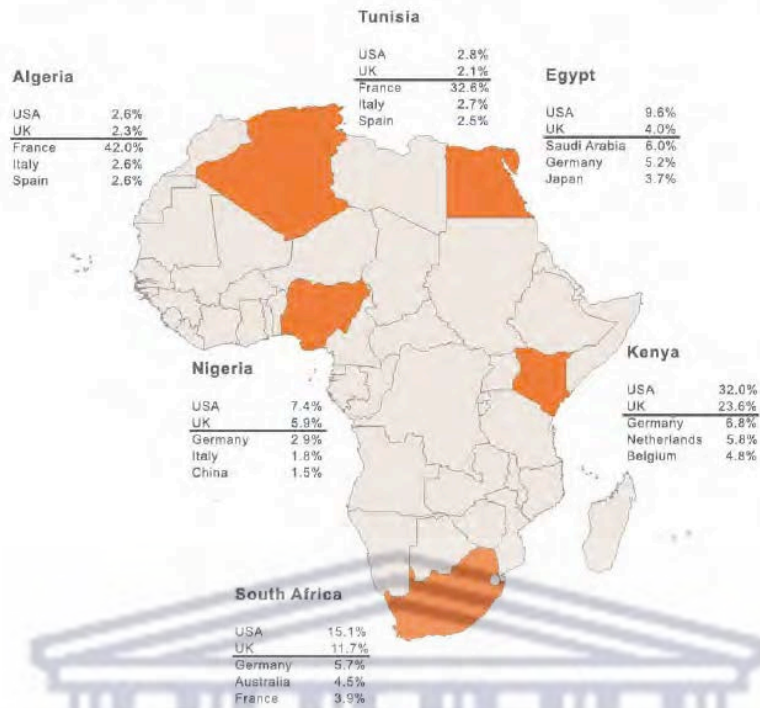 Tunisia
USA 2.8%
UK 2.1%
France 32.6%
Italy 2.7%
Spain 2.5%
Algeria
USA 2.6%
UK 2.3%
France 42.0%
Italy 2.6%
Spain 2.6%
Egypt
USA 9.6%
UK 4.0%
Saudi Arabia 6.0%
Germany 5.2%
Japan 3.7%
Nigeria
USA 7.4%
UK 5.9%
Germany 2.9%
Italy 1.8%
China 1.5%
Kenya
USA 32.0%
UK 23.6%
Germany 6.8%
Netherlands 5.8%
Belgium 4.8%
South Africa
USA 15.1%
UK 11.7%
Germany 5.7%
Australia 4.5%
France 3.9%